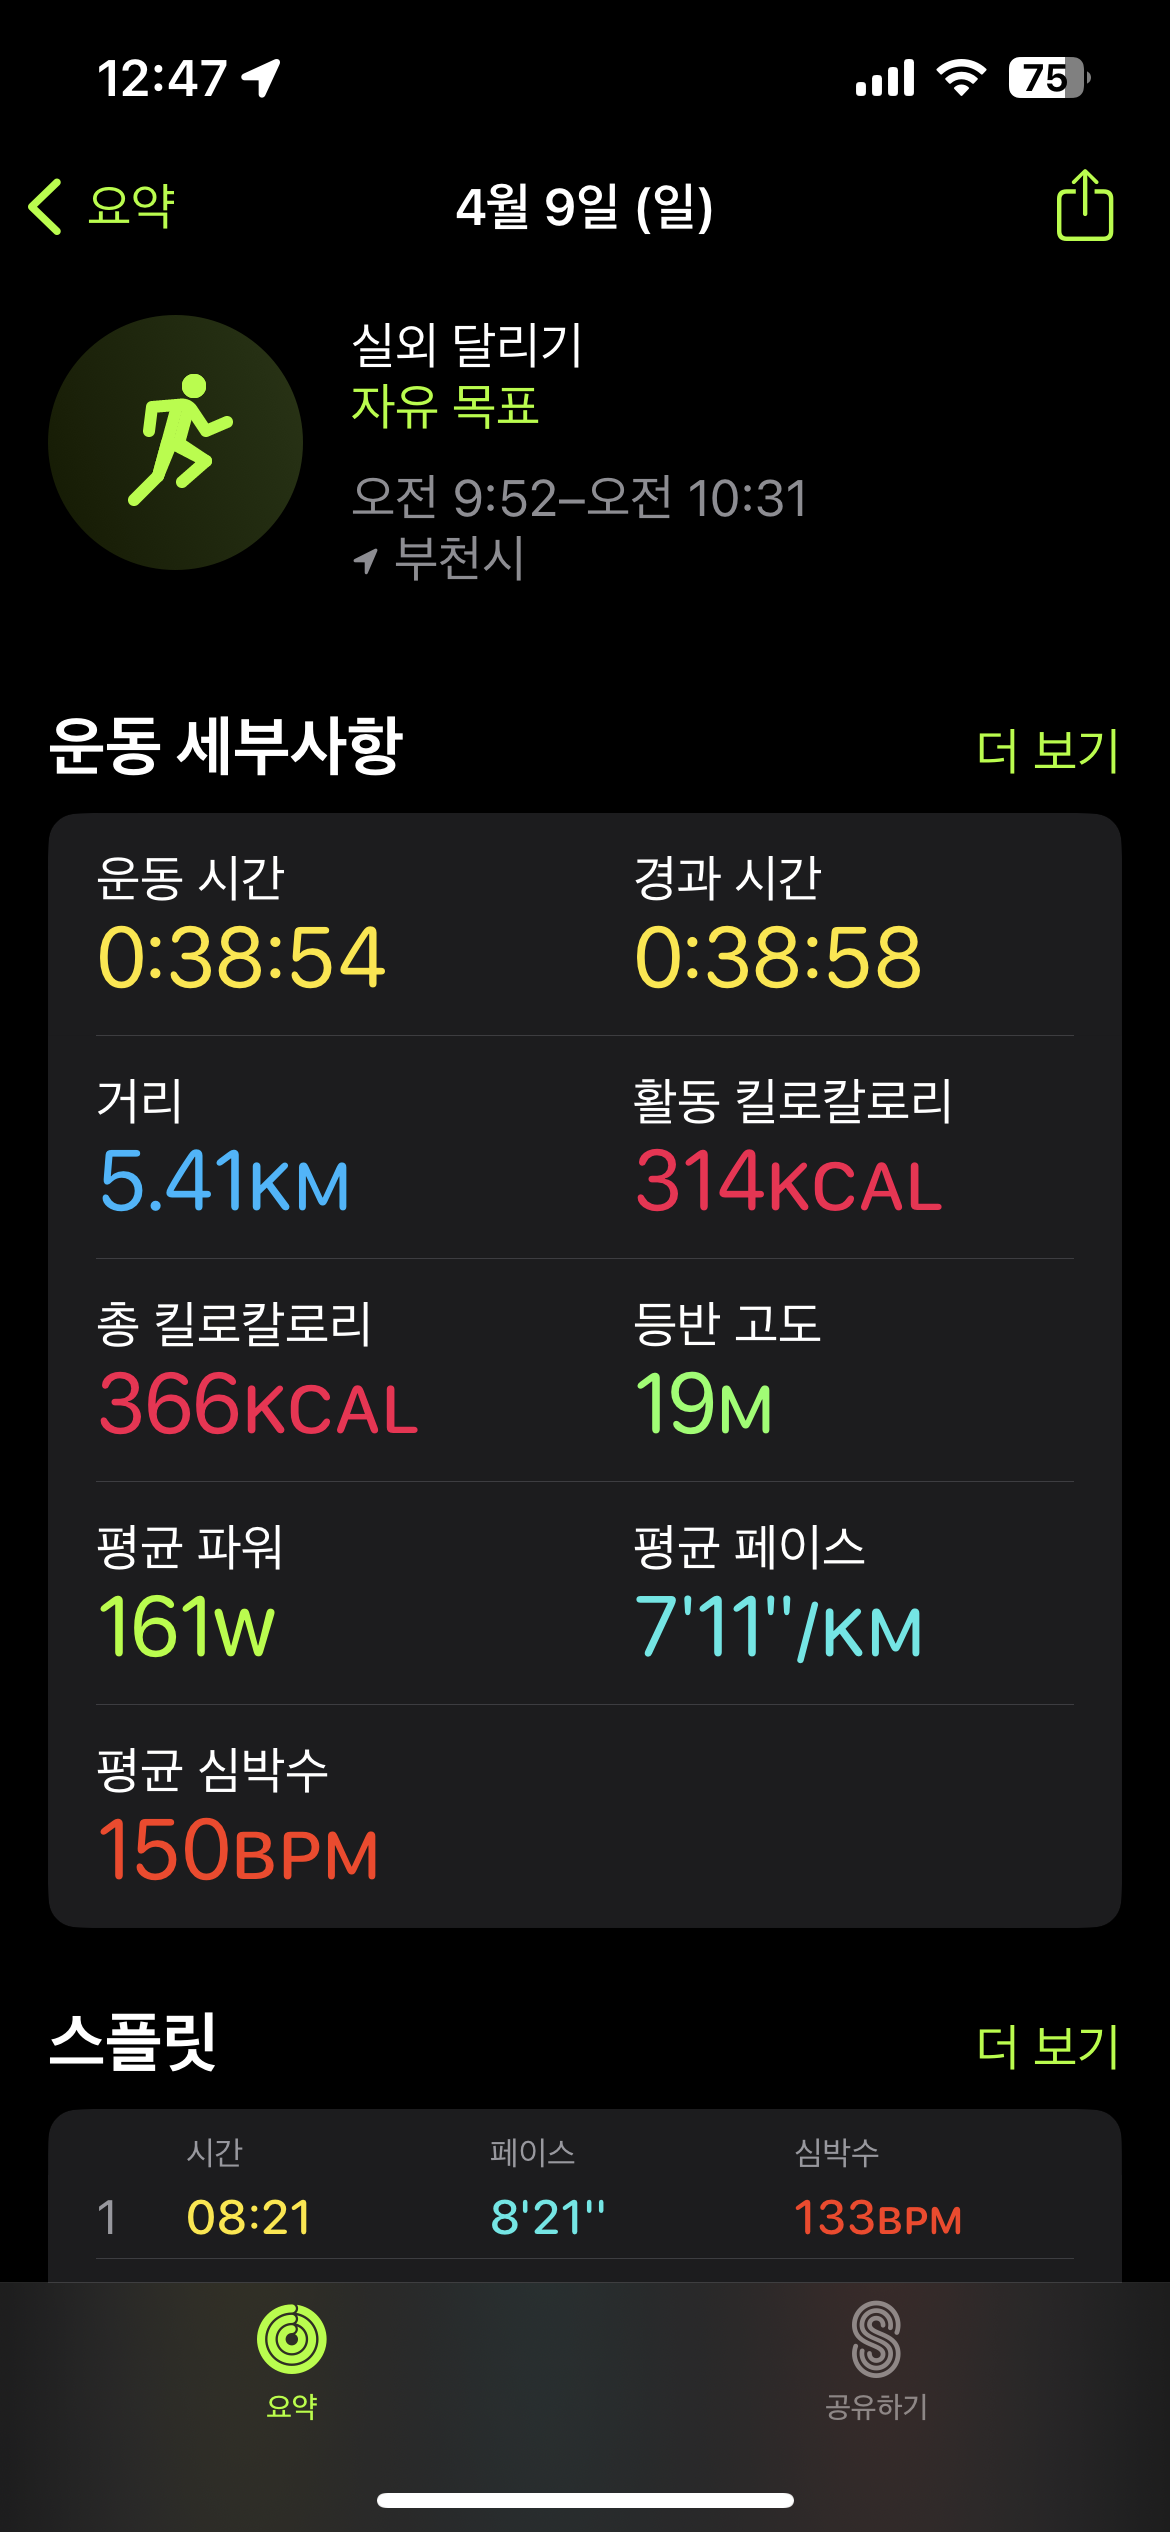 12:47
75
요약
4월 9일 (일)
실외 달리기
자유 목표
오전 9:52–오전 10:31
부천시
운동 세부사항
더 보기
운동 시간 경과 시간
0:38:54 0:38:58
거리 활동 킬로칼로리
5.41KM 314KCAL
총 킬로칼로리 등반 고도
366KCAL 19M
평균 파워 평균 페이스
161W 7'11"/KM
평균 심박수
150BPM
스플릿
더 보기
시간 페이스 심박수
1 08:21 8'21'' 133BPM
요약 공유하기